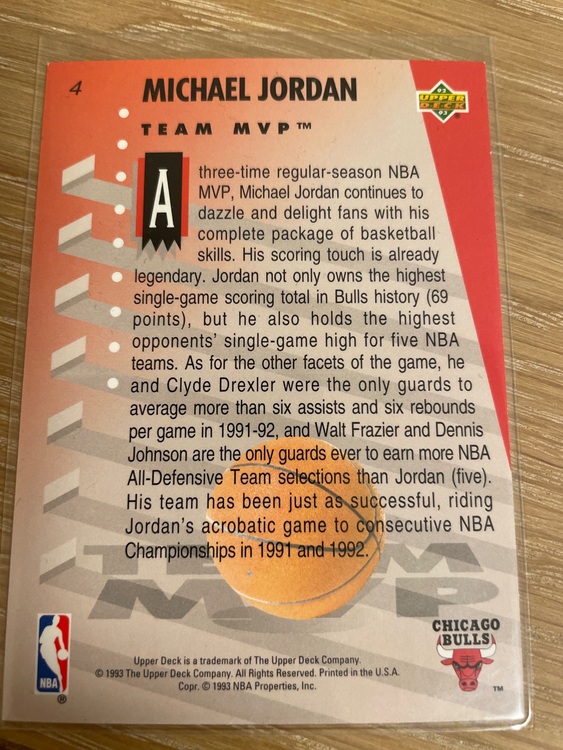 4
MICHAEL JORDAN
TEAM MVP™
92
UPPER
DECK
93
A three-time regular-season NBA
MVP, Michael Jordan continues to
dazzle and delight fans with his
complete package of basketball
skills. His scoring touch is already
legendary. Jordan not only owns the highest
single-game scoring total in Bulls history (69
points), but he also holds the highest
opponents' single-game high for five NBA
teams. As for the other facets of the game, he
and Clyde Drexler were the only guards to
average more than six assists and six rebounds
per game in 1991-92, and Walt Frazier and Dennis
Johnson are the only guards ever to earn more NBA
All-Defensive Team selections than Jordan (five).
His team has been just as successful, riding
Jordan's acrobatic game to consecutive NBA
Championships in 1991 and 1992.
TEAM
MVP
CHICAGO
BULLS
™
NBA
®
Upper Deck is a trademark of The Upper Deck Company.
© 1993 The Upper Deck Company. All Rights Reserved. Printed in the U.S.A.
Copr. © 1993 NBA Properties, Inc.